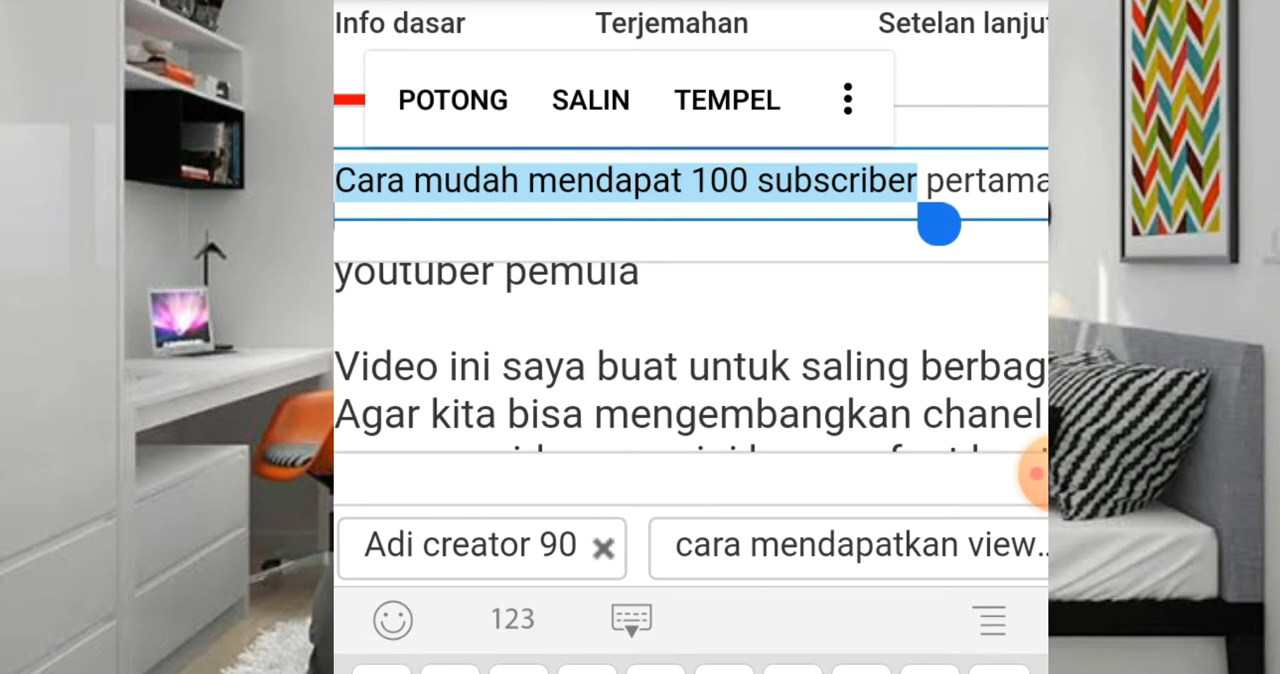 Info dasar Terjemahan Setelan lanjut
POTONG SALIN TEMPEL
Cara mudah mendapat 100 subscriber pertama
youtuber pemula
Video ini saya buat untuk saling berbag
Agar kita bisa mengembangkan chanel
Adi creator 90 cara mendapatkan view...
123